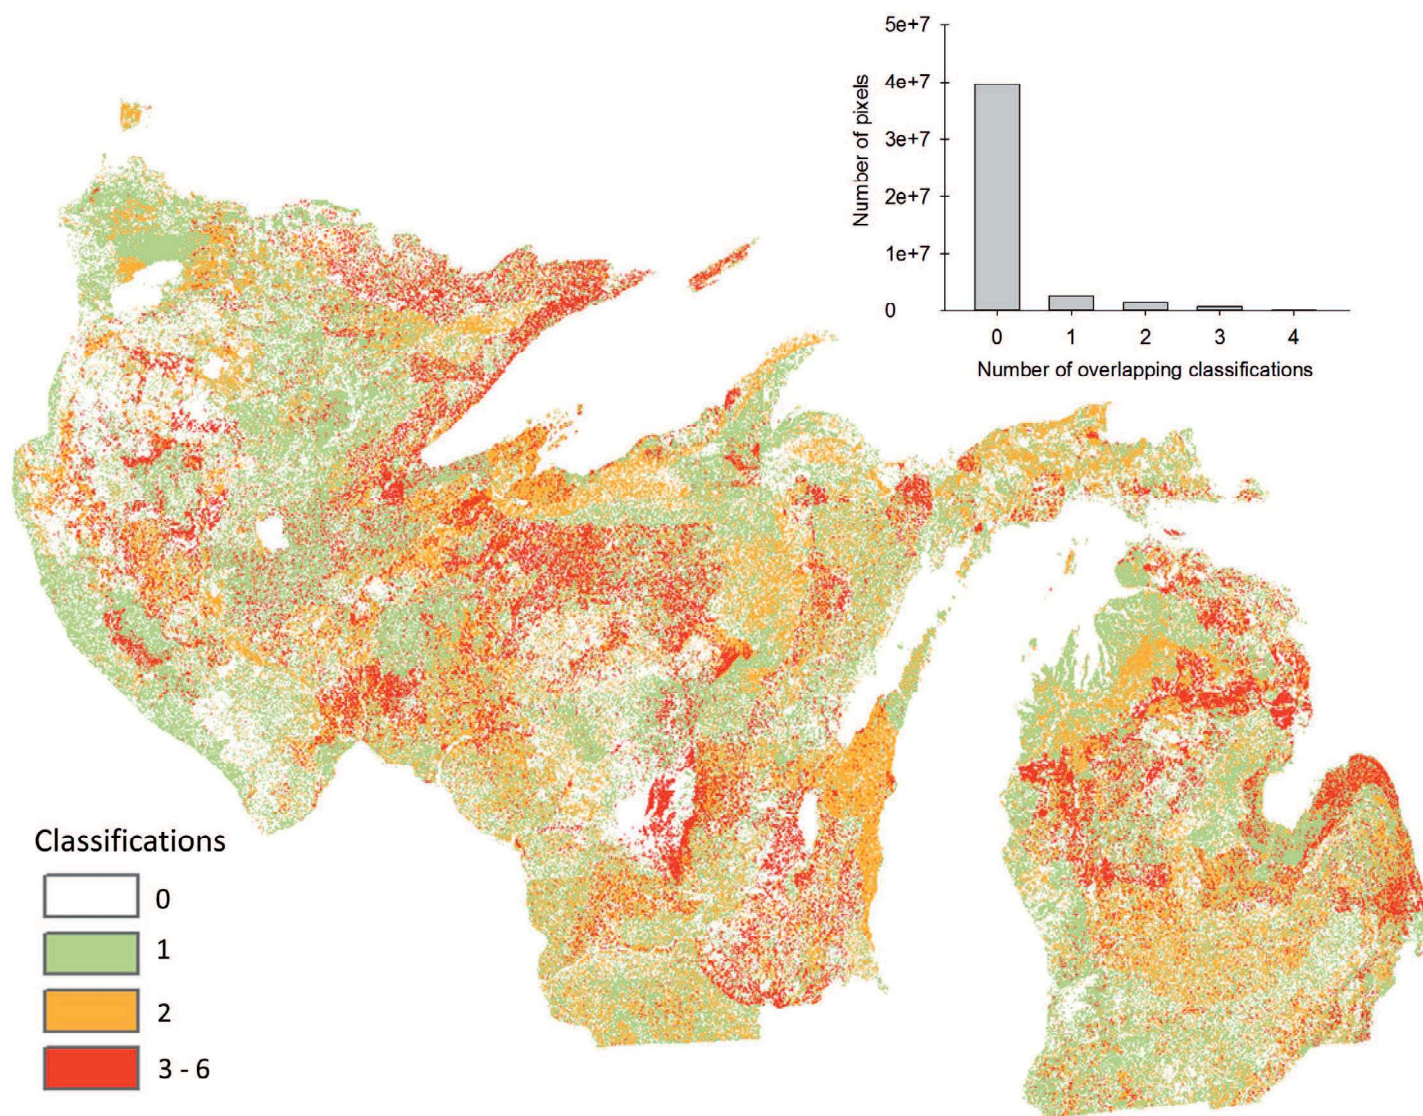 5e+7
4e+7
3e+7
2e+7
1e+7
0
Number of pixels
0 1 2 3 4
Number of overlapping classifications
Classifications
0
1
2
3 - 6